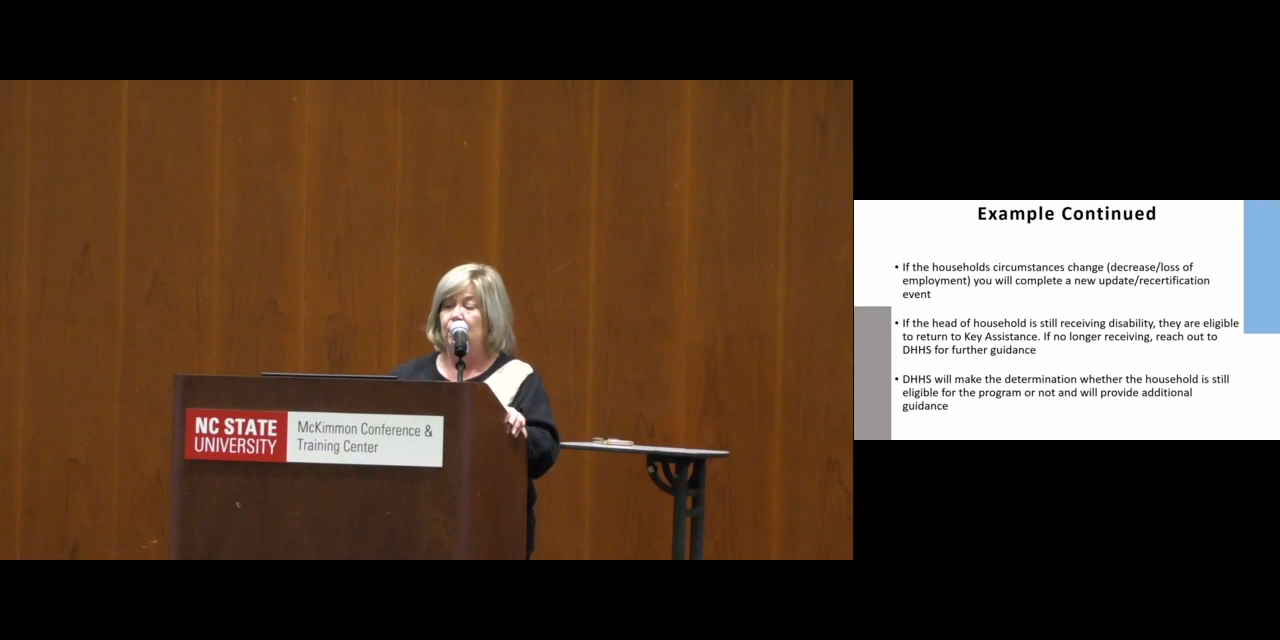 NC STATE
UNIVERSITY
McKimmon Conference &
Training Center
Example Continued
• If the households circumstances change (decrease/loss of
employment) you will complete a new update/recertification
event
• If the head of household is still receiving disability, they are eligible
to return to Key Assistance. If no longer receiving, reach out to
DHHS for further guidance
• DHHS will make the determination whether the household is still
eligible for the program or not and will provide additional
guidance